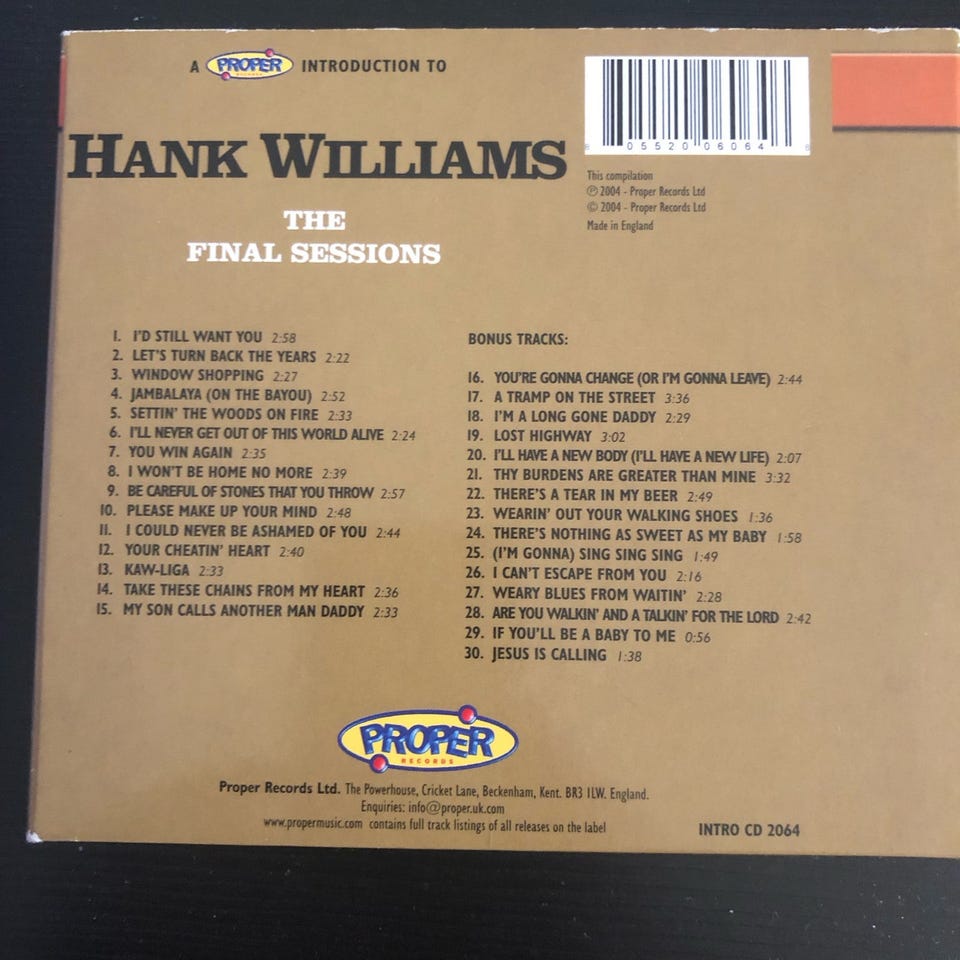 A PROPER RECORDS INTRODUCTION TO
HANK WILLIAMS
THE
FINAL SESSIONS
8 05520 06064 8
This compilation
℗ 2004 - Proper Records Ltd
© 2004 - Proper Records Ltd
Made in England
1. I'D STILL WANT YOU 2:58
2. LET'S TURN BACK THE YEARS 2:22
3. WINDOW SHOPPING 2:27
4. JAMBALAYA (ON THE BAYOU) 2:52
5. SETTIN' THE WOODS ON FIRE 2:33
6. I'LL NEVER GET OUT OF THIS WORLD ALIVE 2:24
7. YOU WIN AGAIN 2:35
8. I WON'T BE HOME NO MORE 2:39
9. BE CAREFUL OF STONES THAT YOU THROW 2:57
10. PLEASE MAKE UP YOUR MIND 2:48
11. I COULD NEVER BE ASHAMED OF YOU 2:44
12. YOUR CHEATIN' HEART 2:40
13. KAW-LIGA 2:33
14. TAKE THESE CHAINS FROM MY HEART 2:36
15. MY SON CALLS ANOTHER MAN DADDY 2:33
BONUS TRACKS:
16. YOU'RE GONNA CHANGE (OR I'M GONNA LEAVE) 2:44
17. A TRAMP ON THE STREET 3:36
18. I'M A LONG GONE DADDY 2:29
19. LOST HIGHWAY 3:02
20. I'LL HAVE A NEW BODY (I'LL HAVE A NEW LIFE) 2:07
21. THY BURDENS ARE GREATER THAN MINE 3:32
22. THERE'S A TEAR IN MY BEER 2:49
23. WEARIN' OUT YOUR WALKING SHOES 1:36
24. THERE'S NOTHING AS SWEET AS MY BABY 1:58
25. (I'M GONNA) SING SING SING 1:49
26. I CAN'T ESCAPE FROM YOU 2:16
27. WEARY BLUES FROM WAITIN' 2:28
28. ARE YOU WALKIN' AND A TALKIN' FOR THE LORD 2:42
29. IF YOU'LL BE A BABY TO ME 0:56
30. JESUS IS CALLING 1:38
PROPER
RECORDS
Proper Records Ltd. The Powerhouse, Cricket Lane, Beckenham, Kent. BR3 1LW. England.
Enquiries: info@proper.uk.com
www.propermusic.com contains full track listings of all releases on the label
INTRO CD 2064